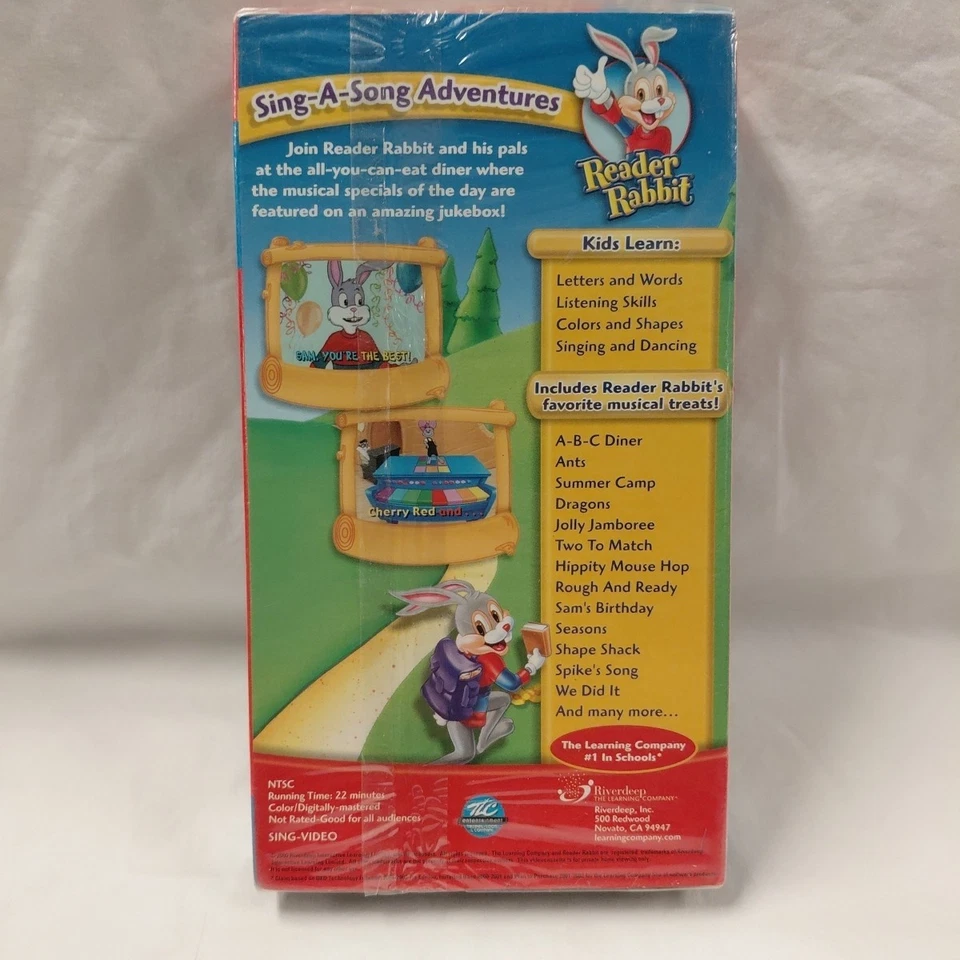 Sing-A-Song Adventures
Reader
Rabbit
Join Reader Rabbit and his pals
at the all-you-can-eat diner where
the musical specials of the day are
featured on an amazing jukebox!
SAM, YOU'RE THE BEST!
Cherry Red and . . .
Kids Learn:
Letters and Words
Listening Skills
Colors and Shapes
Singing and Dancing
Includes Reader Rabbit's
favorite musical treats!
A-B-C Diner
Ants
Summer Camp
Dragons
Jolly Jamboree
Two To Match
Hippity Mouse Hop
Rough And Ready
Sam's Birthday
Seasons
Shape Shack
Spike's Song
We Did It
And many more...
The Learning Company
#1 In Schools*
NTSC
Running Time: 22 minutes
Color/Digitally-mastered
Not Rated-Good for all audiences
SING-VIDEO
TLC
entertainment
Riverdeep
THE LEARNING COMPANY
Riverdeep, Inc.
500 Redwood
Novato, CA 94947
learningcompany.com